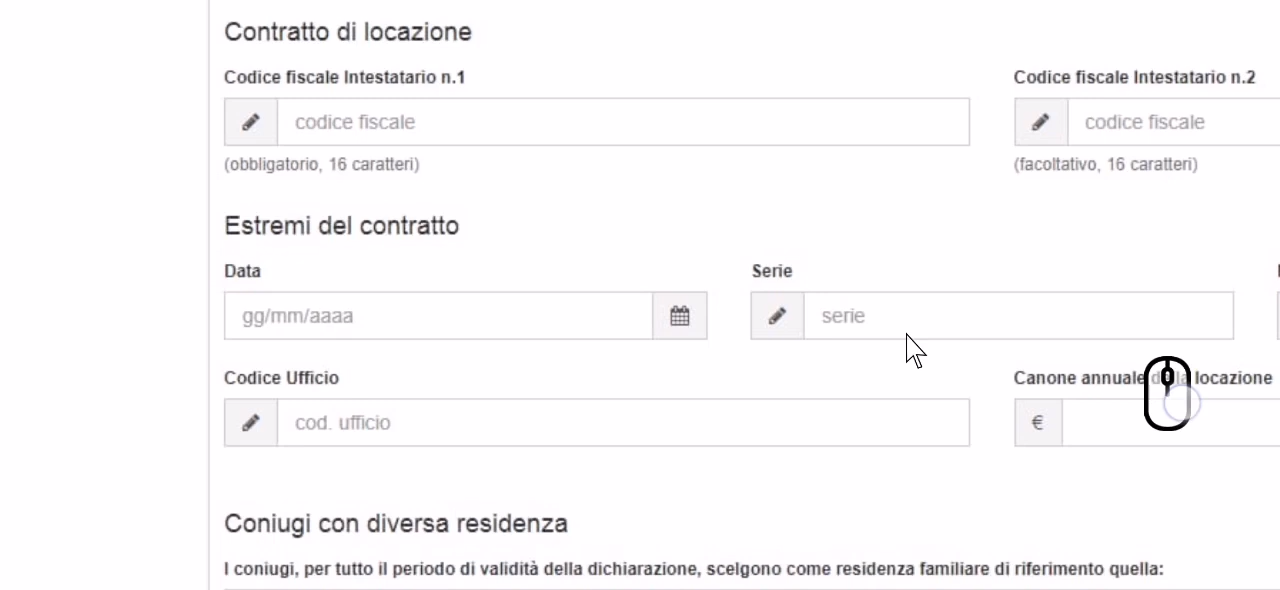 Contratto di locazione
Codice fiscale Intestatario n.1
Codice fiscale Intestatario n.2
codice fiscale
codice fiscale
(obbligatorio, 16 caratteri)
(facoltativo, 16 caratteri)
Estremi del contratto
Data
Serie
gg/mm/aaaa
serie
Codice Ufficio
Canone annuale della locazione
cod. ufficio
€
Coniugi con diversa residenza
I coniugi, per tutto il periodo di validità della dichiarazione, scelgono come residenza familiare di riferimento quella: